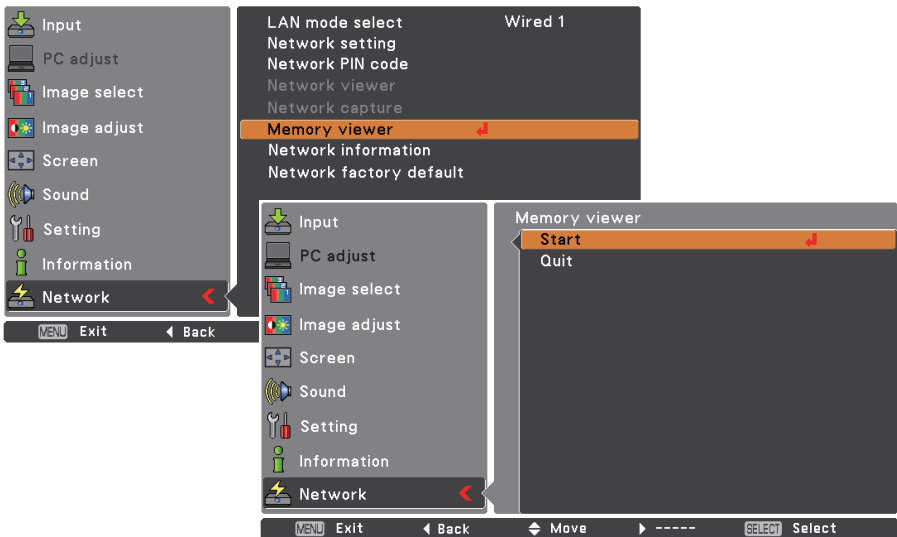 Input
PC adjust
Image select
Image adjust
Screen
Sound
Setting
Information
Network
LAN mode select Wired 1
Network setting
Network PIN code
Network viewer
Network capture
Memory viewer
Network information
Network factory default
MENU Exit Back
Input
PC adjust
Image select
Image adjust
Screen
Sound
Setting
Information
Network
Memory viewer
Start
Quit
MENU Exit Back Move ----- SELECT Select